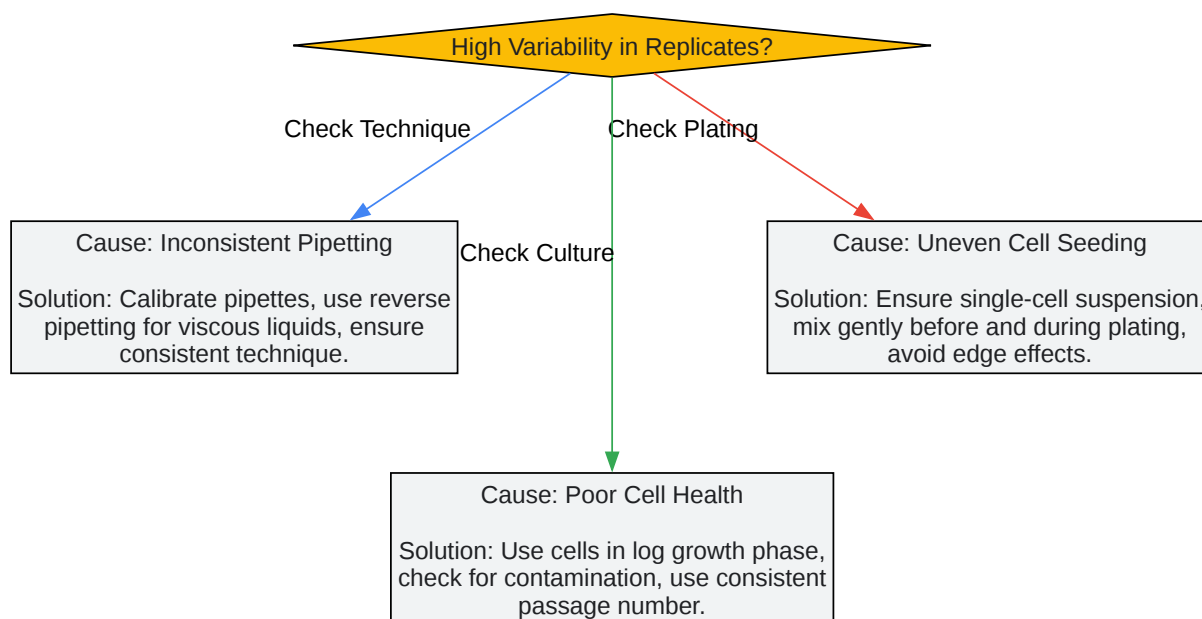 High Variability in Replicates?
Check Technique
Check Plating
Check Culture
Cause: Inconsistent Pipetting
Solution: Calibrate pipettes, use reverse
pipetting for viscous liquids, ensure
consistent technique.
Cause: Uneven Cell Seeding
Solution: Ensure single-cell suspension,
mix gently before and during plating,
avoid edge effects.
Cause: Poor Cell Health
Solution: Use cells in log growth phase,
check for contamination, use consistent
passage number.